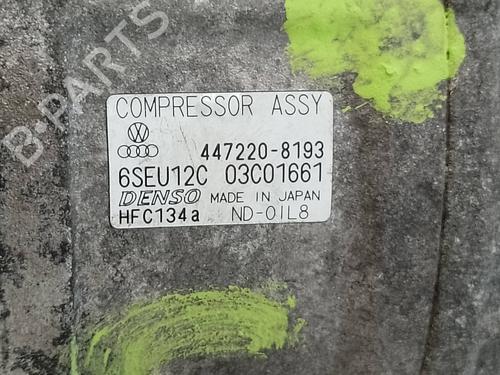 B-PARTS
COMPRESSOR ASSY
447220-8193
6SEU12C 03C01661
DENSO MADE IN JAPAN
HFC134a ND-OIL8